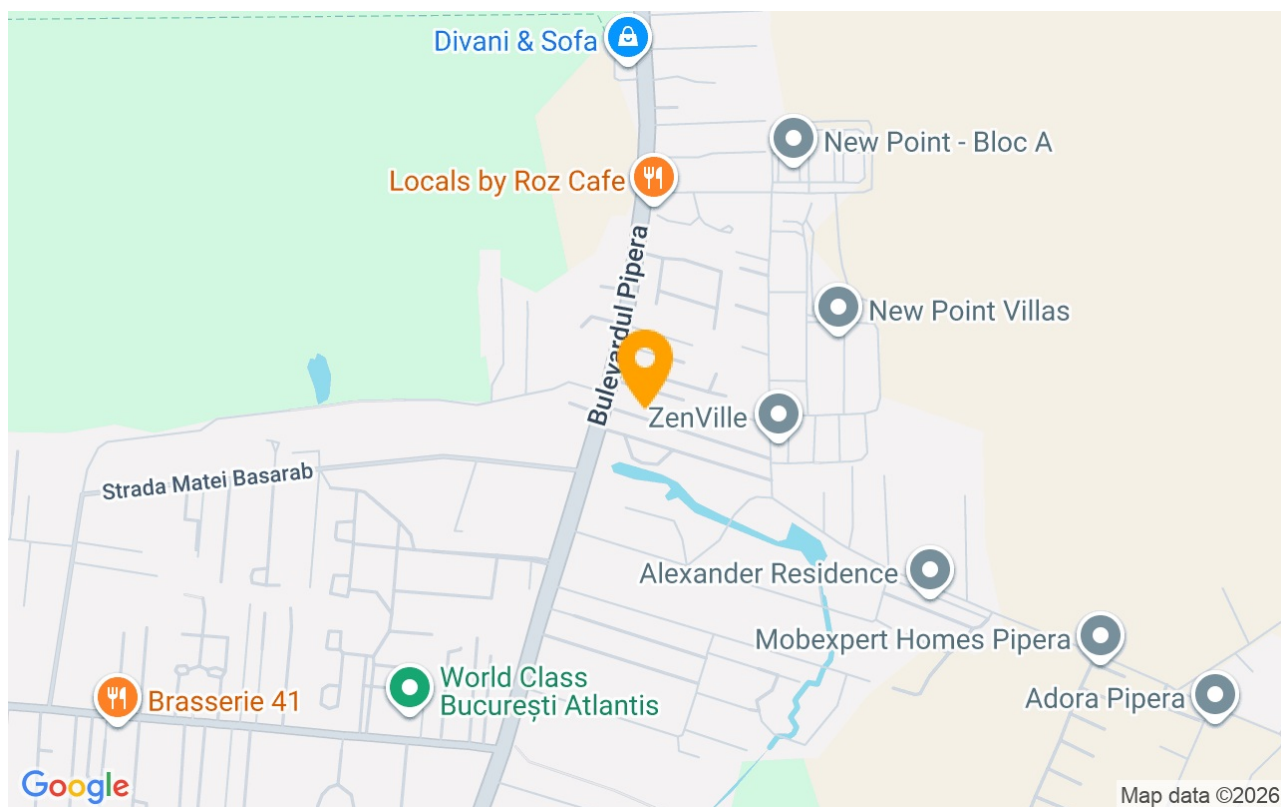 Divani & Sofa
New Point - Bloc A
Locals by Roz Cafe
Bulevardul Pipera
New Point Villas
ZenVille
Strada Matei Basarab
Alexander Residence
Mobexpert Homes Pipera
World Class
București Atlantis
Brasserie 41
Adora Pipera
Google
Map data ©2026